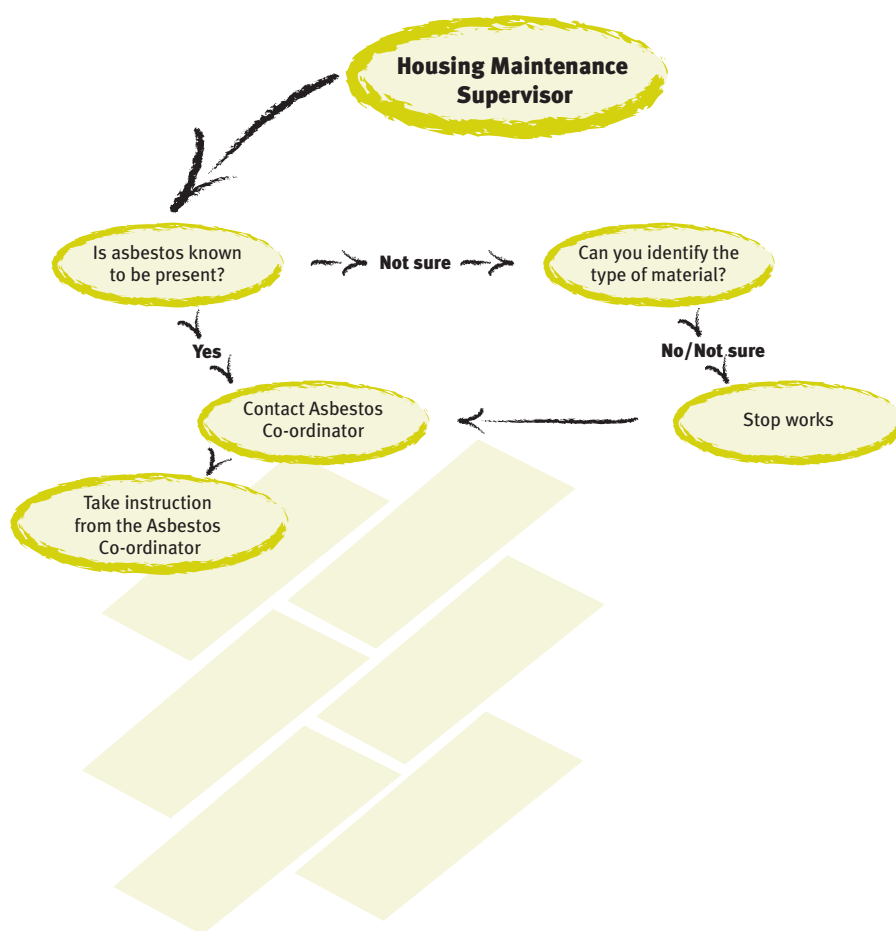 Housing Maintenance
Supervisor
Is asbestos known
to be present?
Not sure
Can you identify the
type of material?
Yes
No/Not sure
Contact Asbestos
Co-ordinator
Stop works
Take instruction
from the Asbestos
Co-ordinator